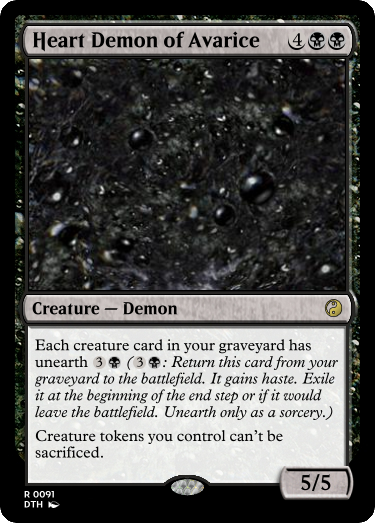 Heart Demon of Avarice 4
Creature — Demon
Each creature card in your graveyard has
unearth 3 (3: Return this card from your
graveyard to the battlefield. It gains haste. Exile
it at the beginning of the end step or if it would
leave the battlefield. Unearth only as a sorcery.)
Creature tokens you control can't be
sacrificed.
5/5
R 0091
DTH